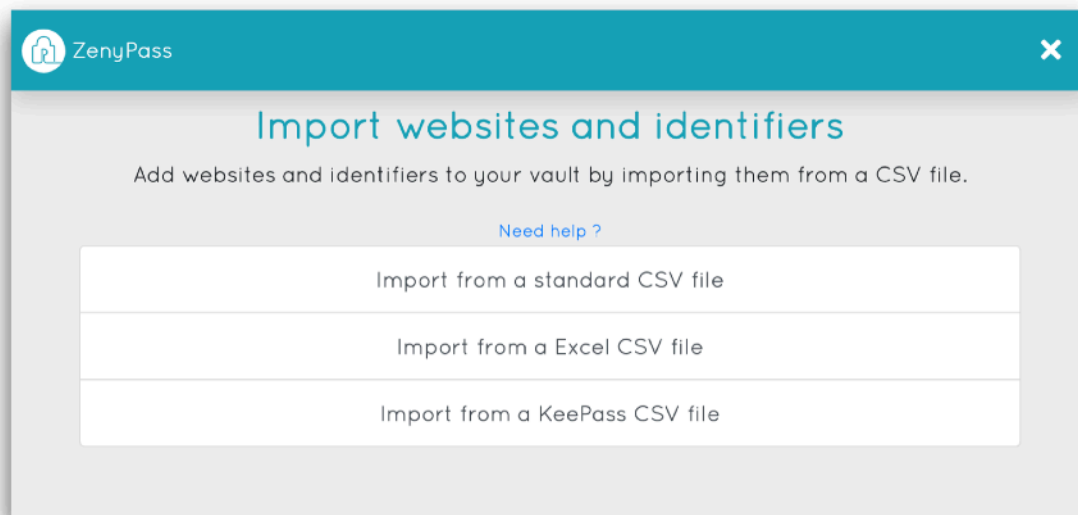 ZenyPass
Import websites and identifiers
Add websites and identifiers to your vault by importing them from a CSV file.
Need help ?
Import from a standard CSV file
Import from a Excel CSV file
Import from a KeePass CSV file